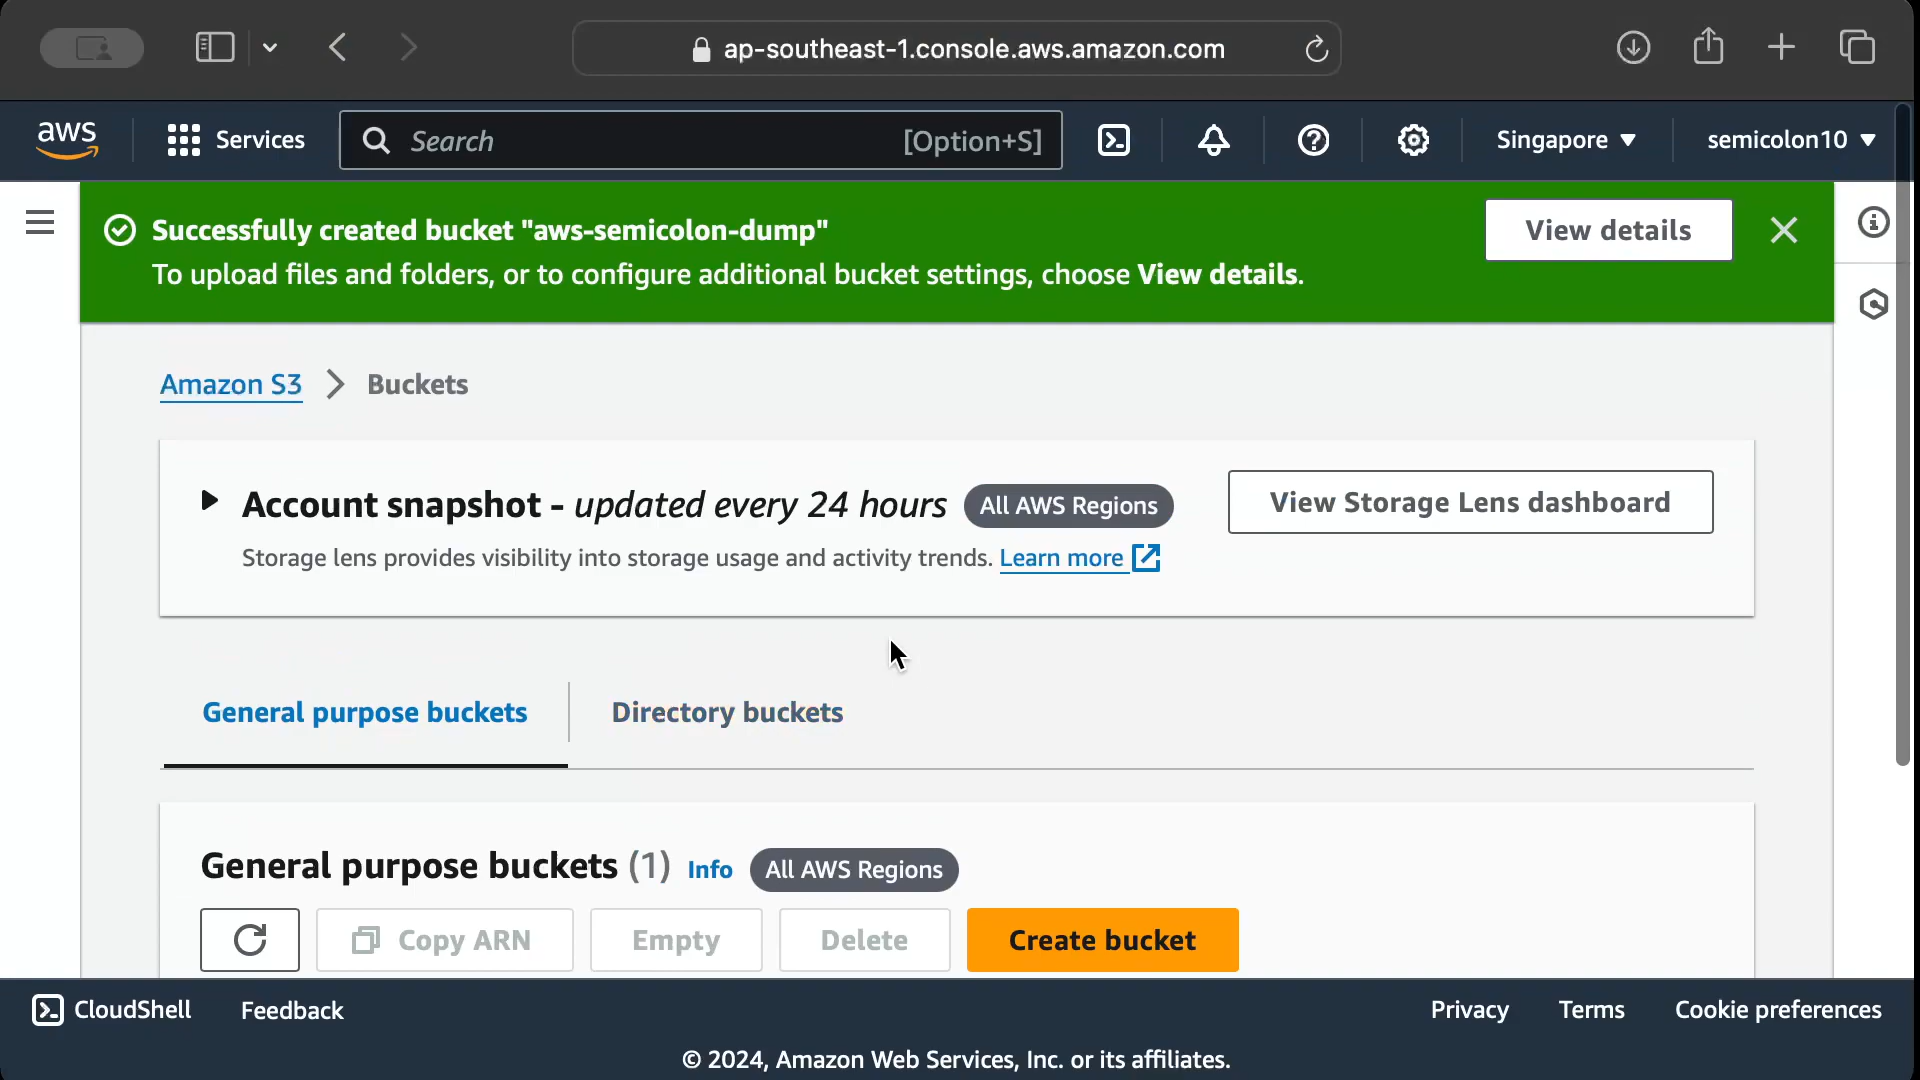 ap-southeast-1.console.aws.amazon.com
aws
Services
Search
[Option+S]
Singapore
semicolon10
Successfully created bucket "aws-semicolon-dump"
To upload files and folders, or to configure additional bucket settings, choose View details.
View details
Amazon S3
Buckets
Account snapshot - updated every 24 hours
All AWS Regions
View Storage Lens dashboard
Storage lens provides visibility into storage usage and activity trends. Learn more
General purpose buckets
Directory buckets
General purpose buckets (1)
Info
All AWS Regions
Copy ARN
Empty
Delete
Create bucket
CloudShell
Feedback
Privacy
Terms
Cookie preferences
© 2024, Amazon Web Services, Inc. or its affiliates.